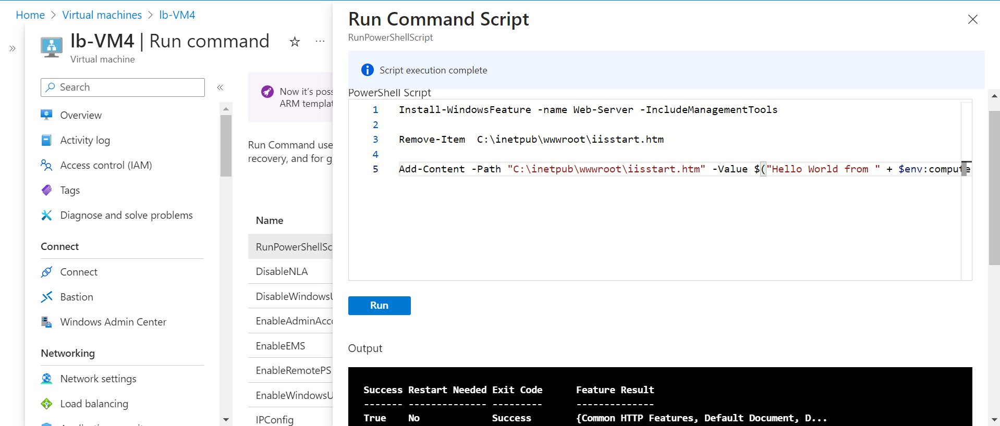 Home > Virtual machines > lb-VM4
lb-VM4 | Run command
Virtual machine
Search
Overview
Activity log
Access control (IAM)
Tags
Diagnose and solve problems
Connect
Connect
Bastion
Windows Admin Center
Networking
Network settings
Load balancing
Now it's poss
ARM templat
Run Command use
recovery, and for g
Name
RunPowerShellSc
DisableNLA
DisableWindowsU
EnableAdminAcco
EnableEMS
EnableRemotePS
EnableWindowsU
IPConfig
Run Command Script
RunPowerShellScript
Script execution complete
PowerShell Script
1 Install-WindowsFeature -name Web-Server -IncludeManagementTools
2
3 Remove-Item  C:\inetpub\wwwroot\iisstart.htm
4
5 Add-Content -Path "C:\inetpub\wwwroot\iisstart.htm" -Value $("Hello World from " + $env:compute
Run
Output
Success Restart Needed Exit Code      Feature Result
------- -------------- ---------      --------------
True    No             Success        {Common HTTP Features, Default Document, D...